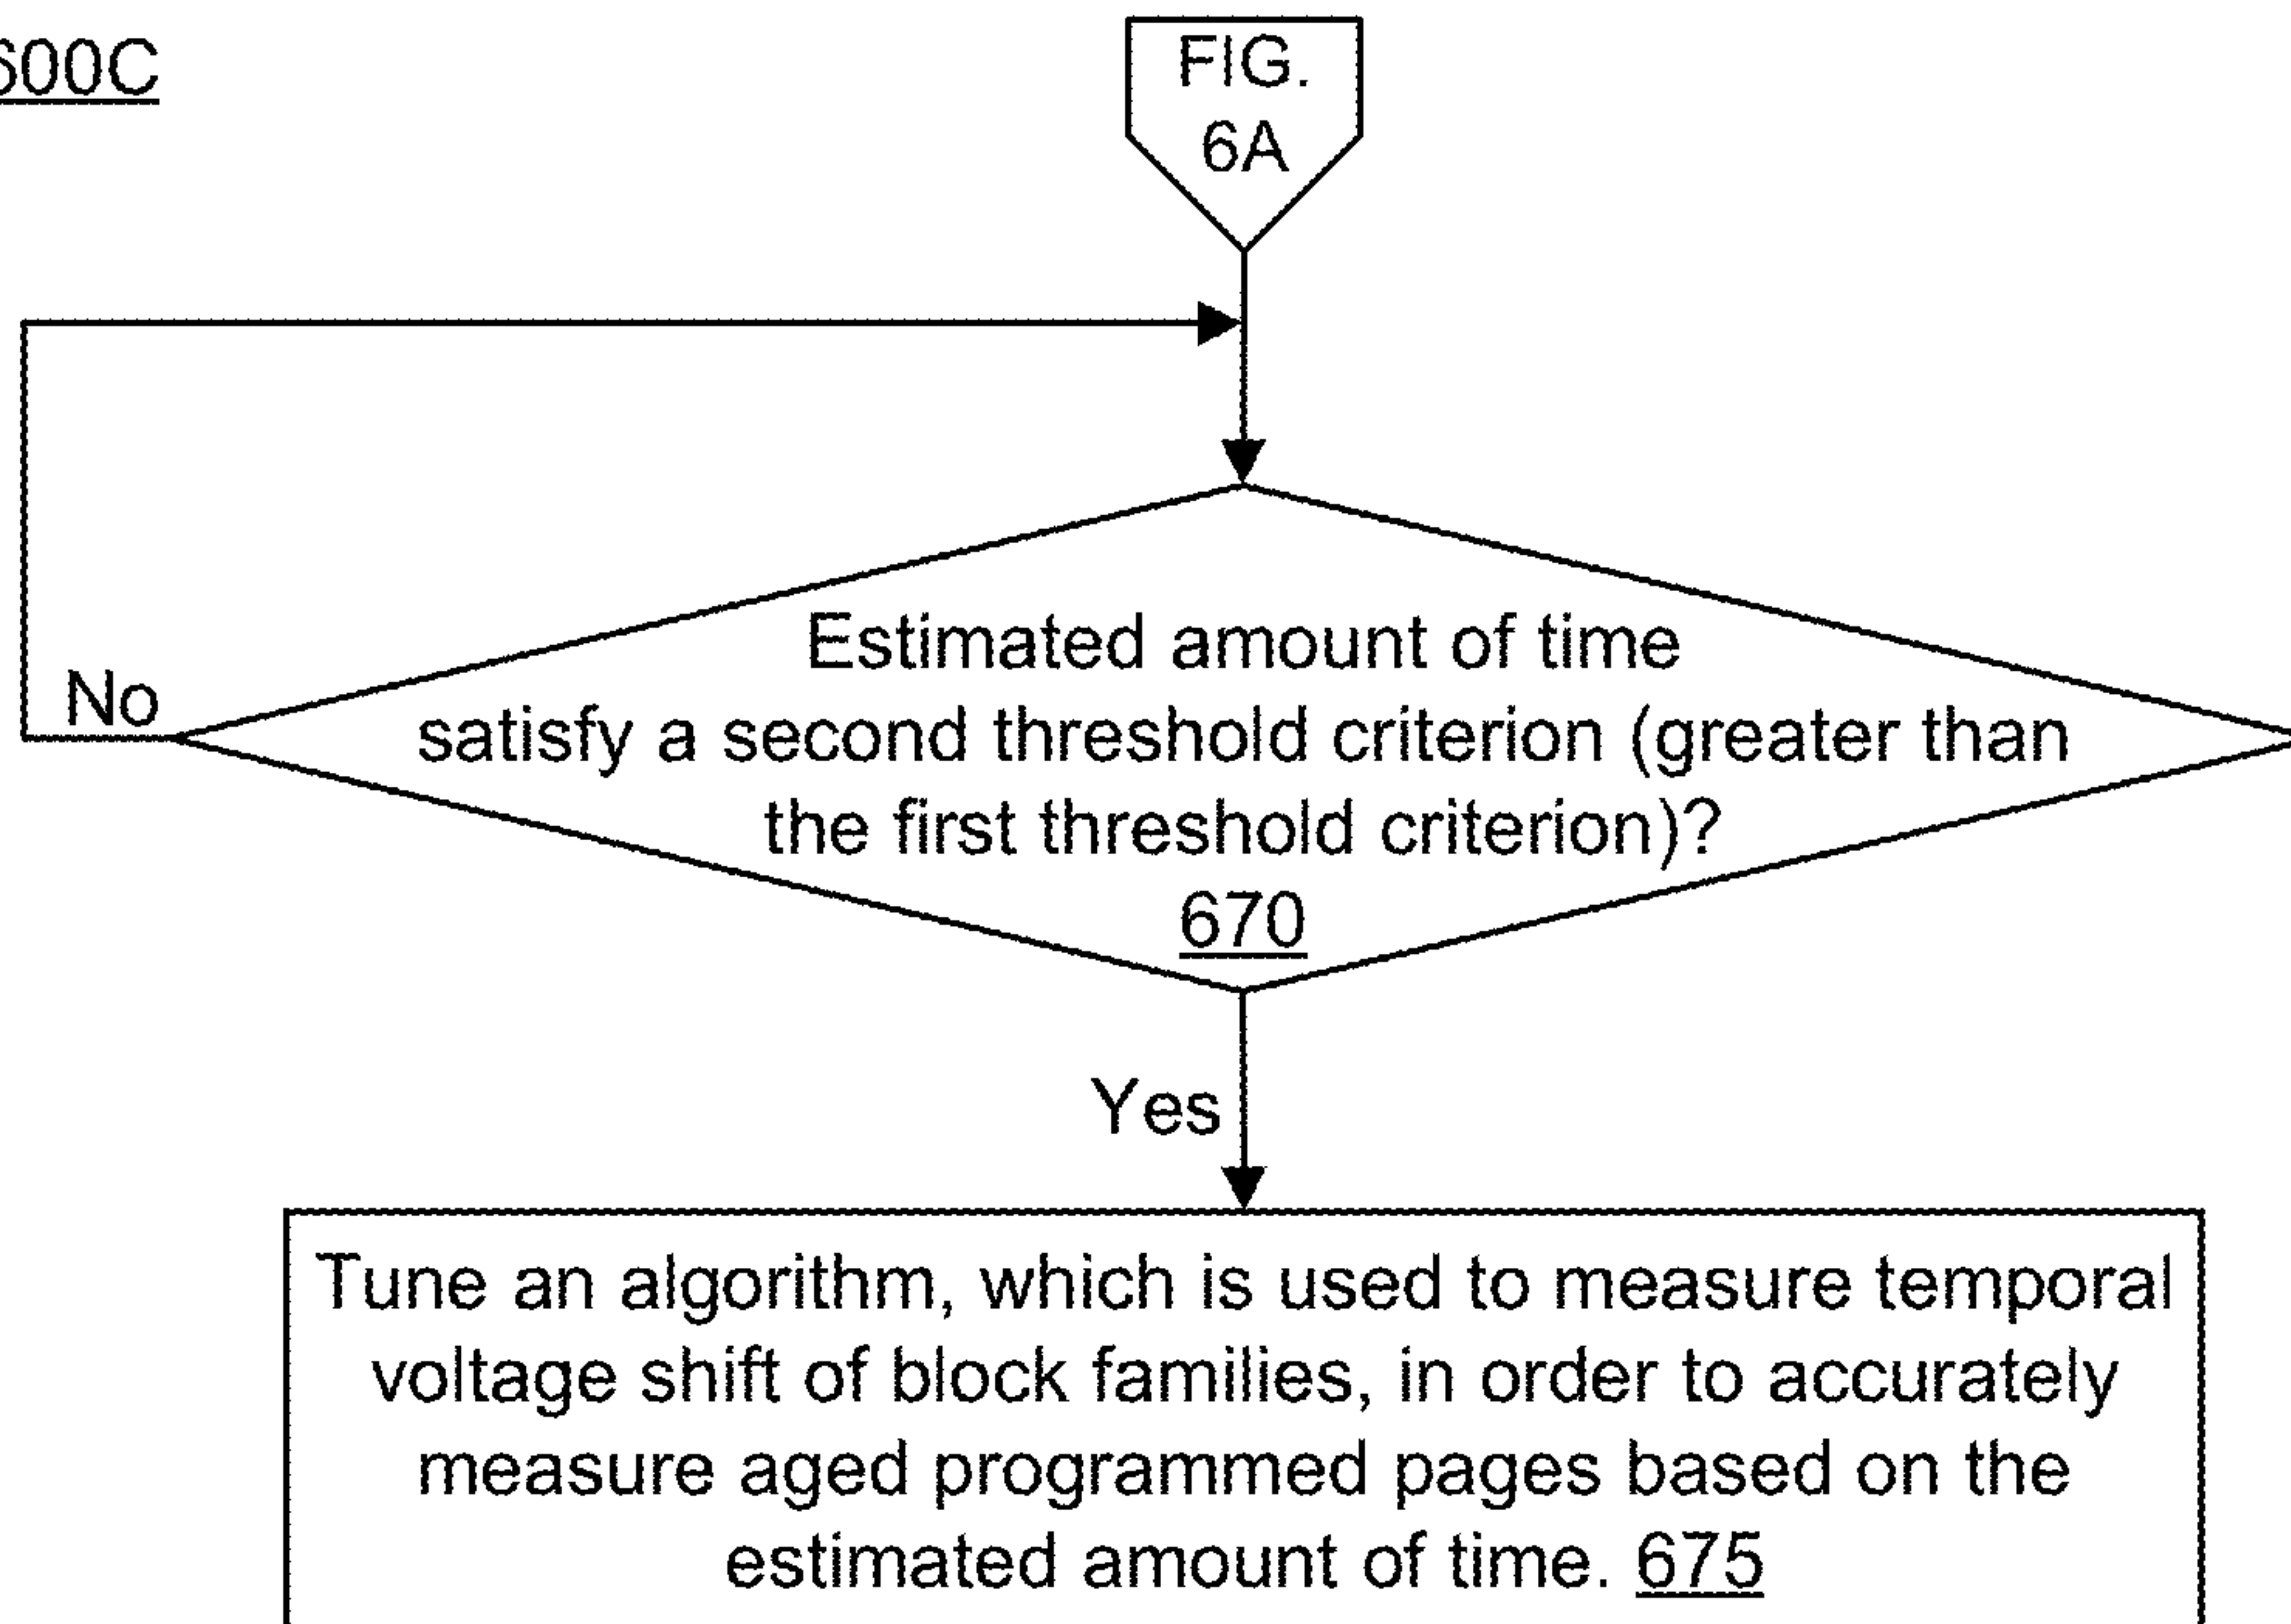 600C
FIG.
6A
Estimated amount of time
No
satisfy a second threshold criterion (greater than
the first threshold criterion)?
670
Yes
Tune an algorithm, which is used to measure temporal
voltage shift of block families, in order to accurately
measure aged programmed pages based on the
estimated amount of time. 675